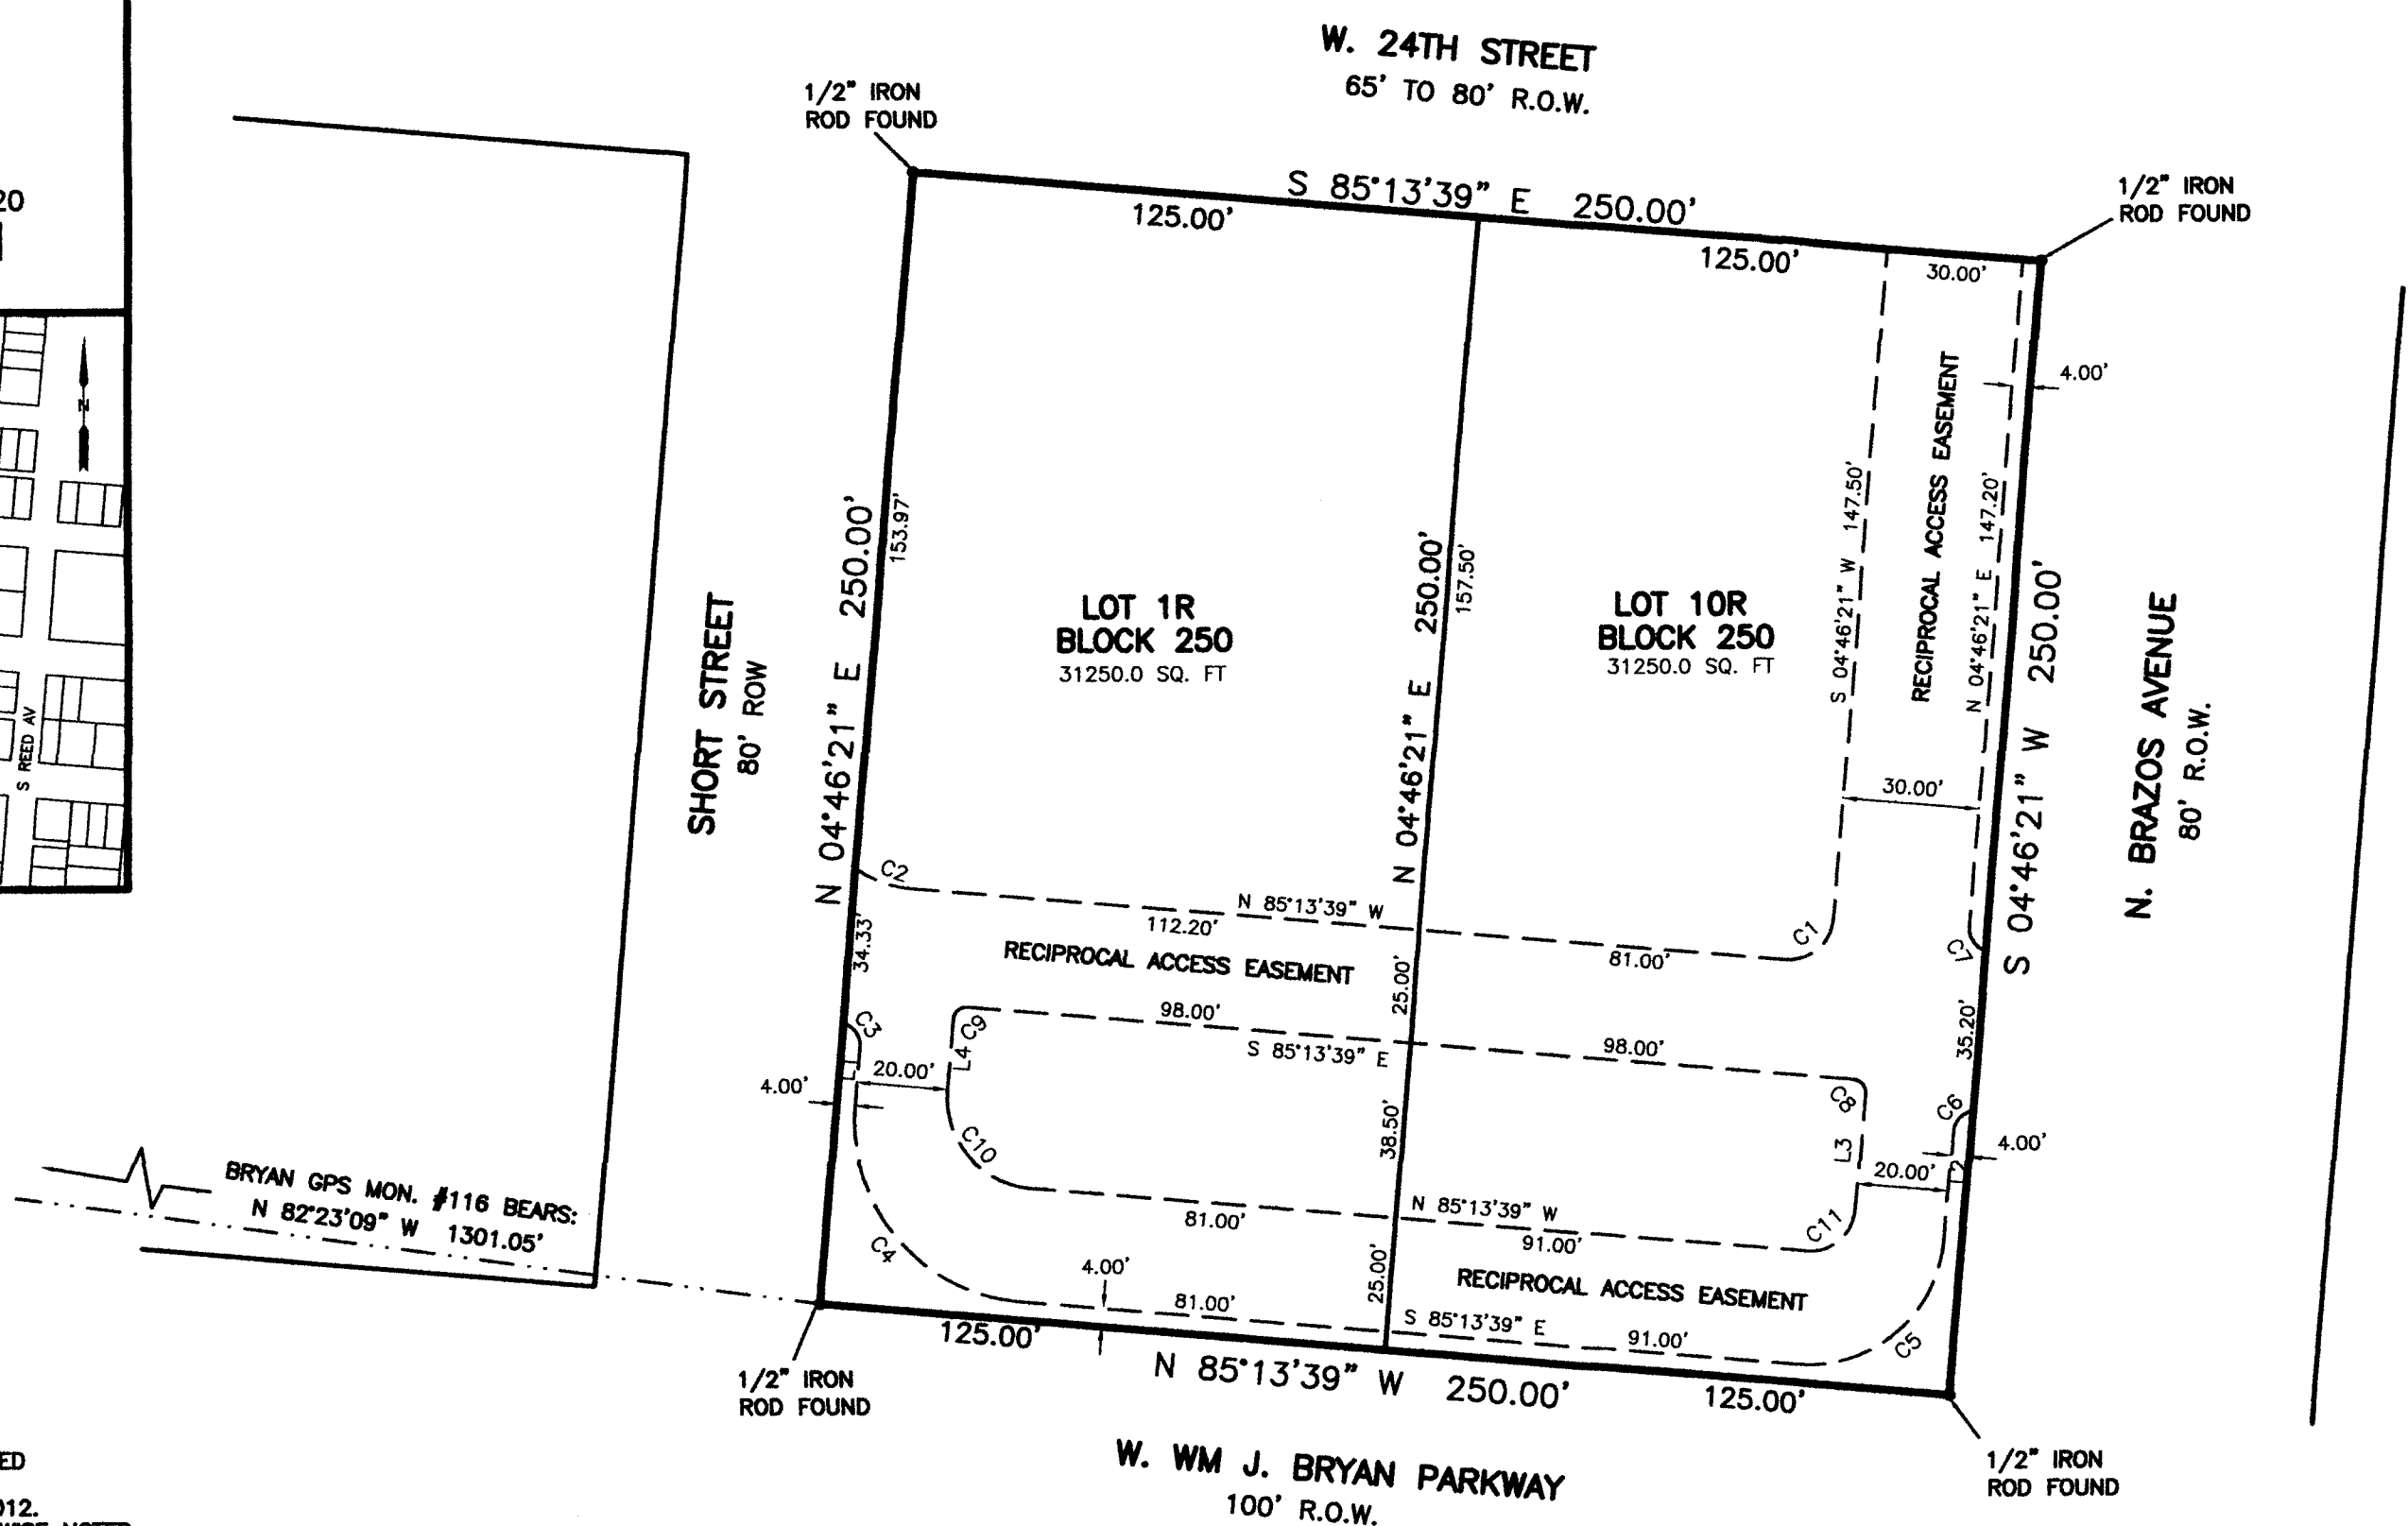 W. 24TH STREET
65' TO 80' R.O.W.
1/2" IRON
ROD FOUND
1/2" IRON
ROD FOUND
20
S 85°13'39" E 250.00'
125.00'
125.00'
30.00'
4.00'
N
S REED AV
SHORT STREET
80' ROW
N 04°46'21" E 250.00'
153.97'
LOT 1R
BLOCK 250
31250.0 SQ. FT
N 04°46'21" E 250.00'
157.50'
LOT 10R
BLOCK 250
31250.0 SQ. FT
S 04°46'21" W 147.50'
RECIPROCAL ACCESS EASEMENT
N 04°46'21" E 147.20'
S 04°46'21" W 250.00'
N. BRAZOS AVENUE
80' R.O.W.
30.00'
C2
N 85°13'39" W
112.20'
C1
81.00'
C7
34.33'
RECIPROCAL ACCESS EASEMENT
25.00'
35.20'
C3
C9
98.00'
S 85°13'39" E
98.00'
C8
C6
L4
20.00'
4.00'
L3
4.00'
20.00'
38.50'
C10
N 85°13'39" W
81.00'
91.00'
C11
C4
4.00'
81.00'
25.00'
RECIPROCAL ACCESS EASEMENT
S 85°13'39" E
91.00'
C5
BRYAN GPS MON. #116 BEARS:
N 82°23'09" W 1301.05'
125.00'
N 85°13'39" W 250.00'
125.00'
1/2" IRON
ROD FOUND
1/2" IRON
ROD FOUND
W. WM J. BRYAN PARKWAY
100' R.O.W.
ED
012.